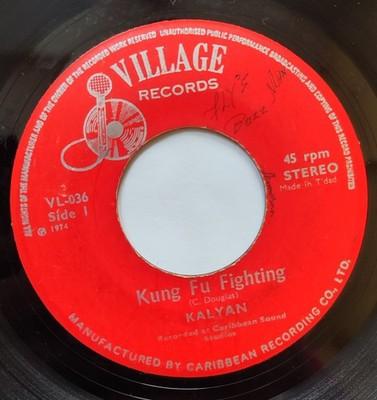 ALL RIGHTS OF THE MANUFACTURER AND OF THE OWNER OF THE RECORDED WORK RESERVED UNAUTHORISED PUBLIC PERFORMANCE BROADCASTING AND COPYING OF THIS RECORD PROHIBITED
VILLAGE
RECORDS
45 rpm
STEREO
Made in T'dad
VL-036
Side 1
℗ 1974
Kung Fu Fighting
(C. Douglas)
KALYAN
Recorded at Caribbean Sound
Studios
MANUFACTURED BY CARIBBEAN RECORDING CO., LTD.